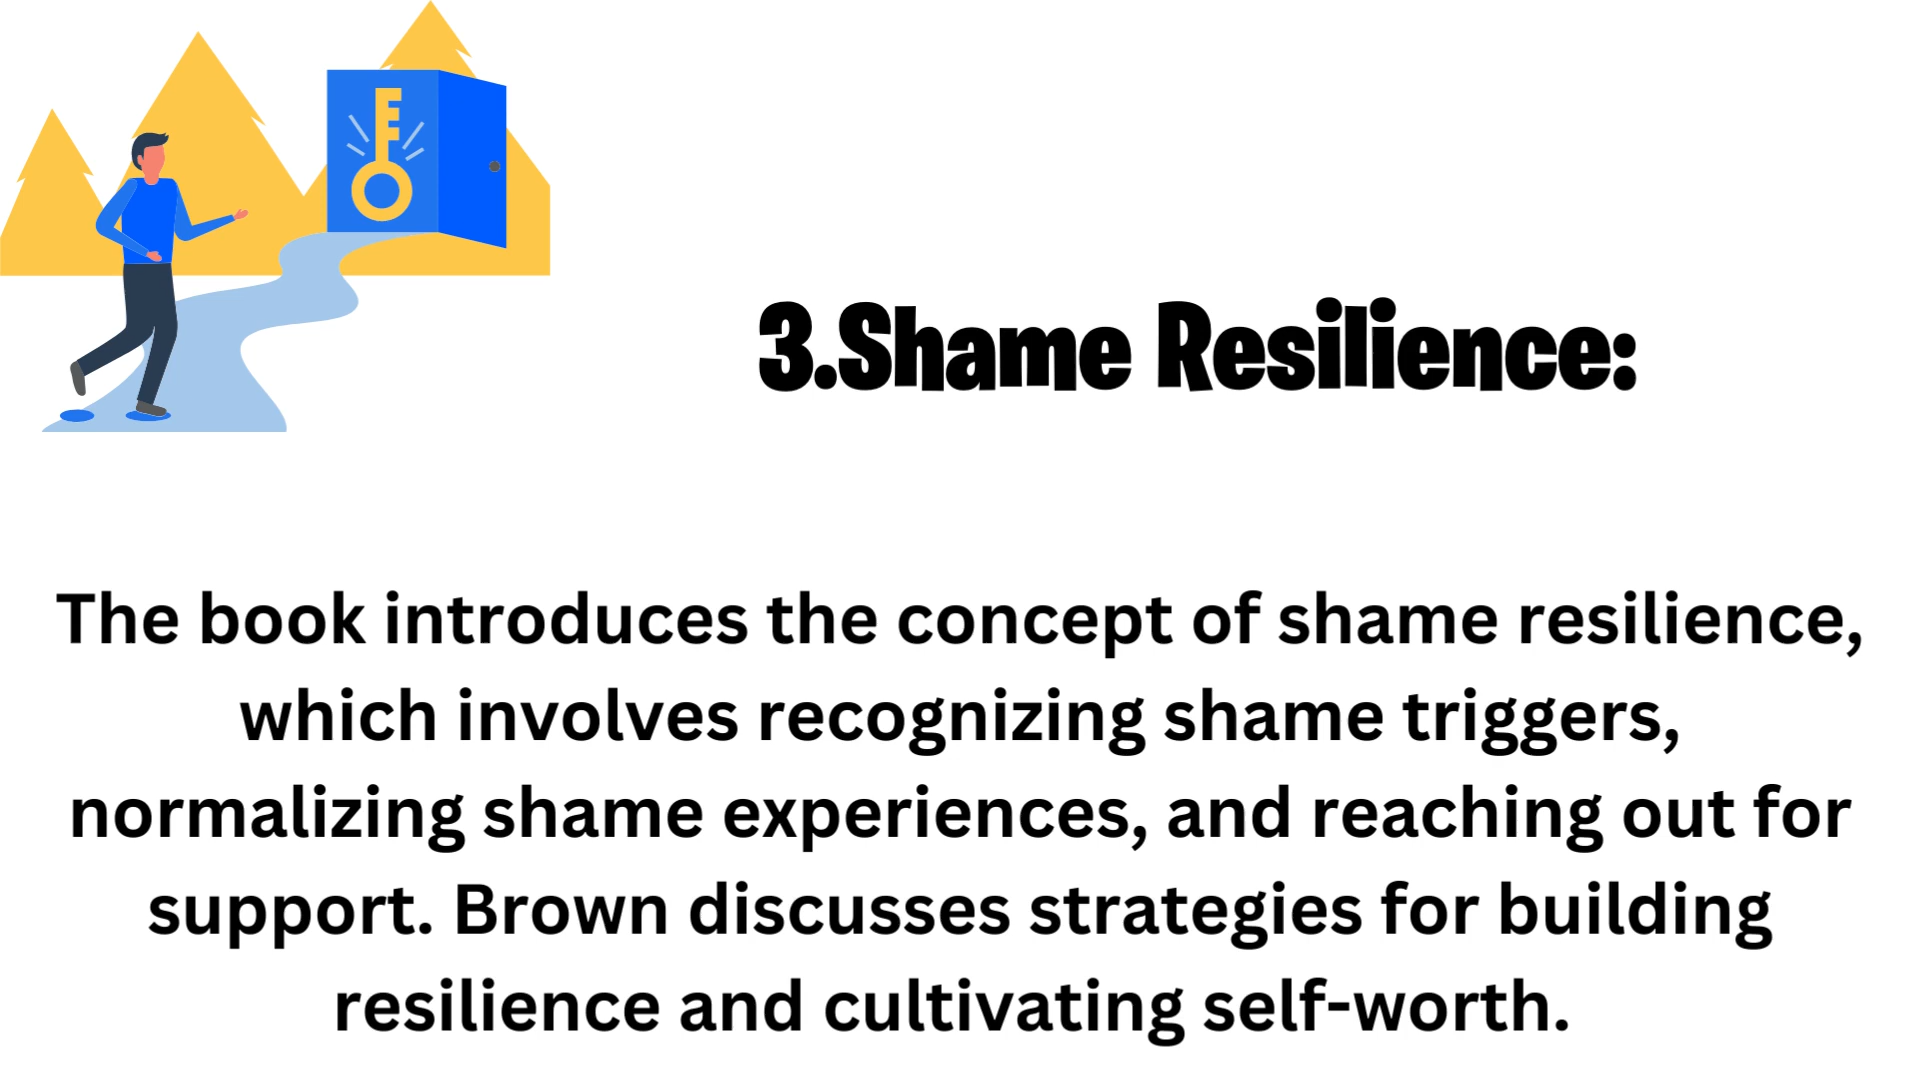 3.Shame Resilience:
The book introduces the concept of shame resilience,
which involves recognizing shame triggers,
normalizing shame experiences, and reaching out for
support. Brown discusses strategies for building
resilience and cultivating self-worth.